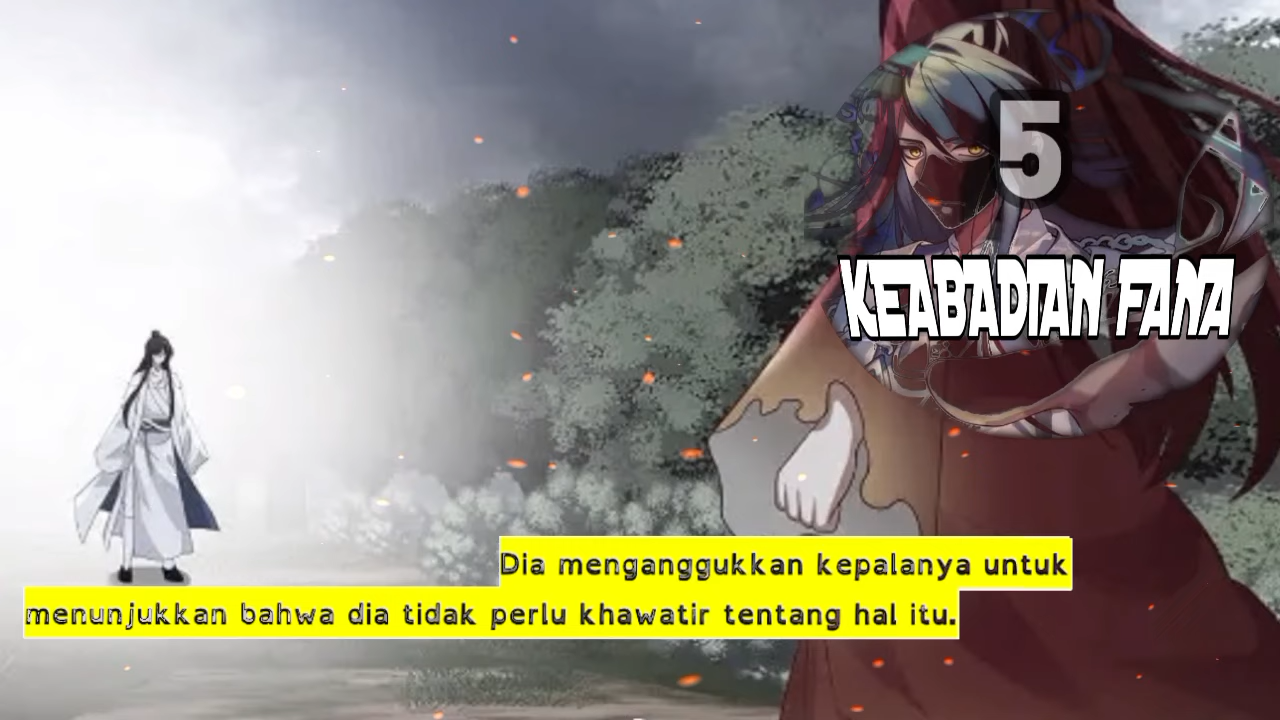 5
KEABADIAN FANA
Dia menganggukkan kepalanya untuk
menunjukkan bahwa dia tidak perlu khawatir tentang hal itu.